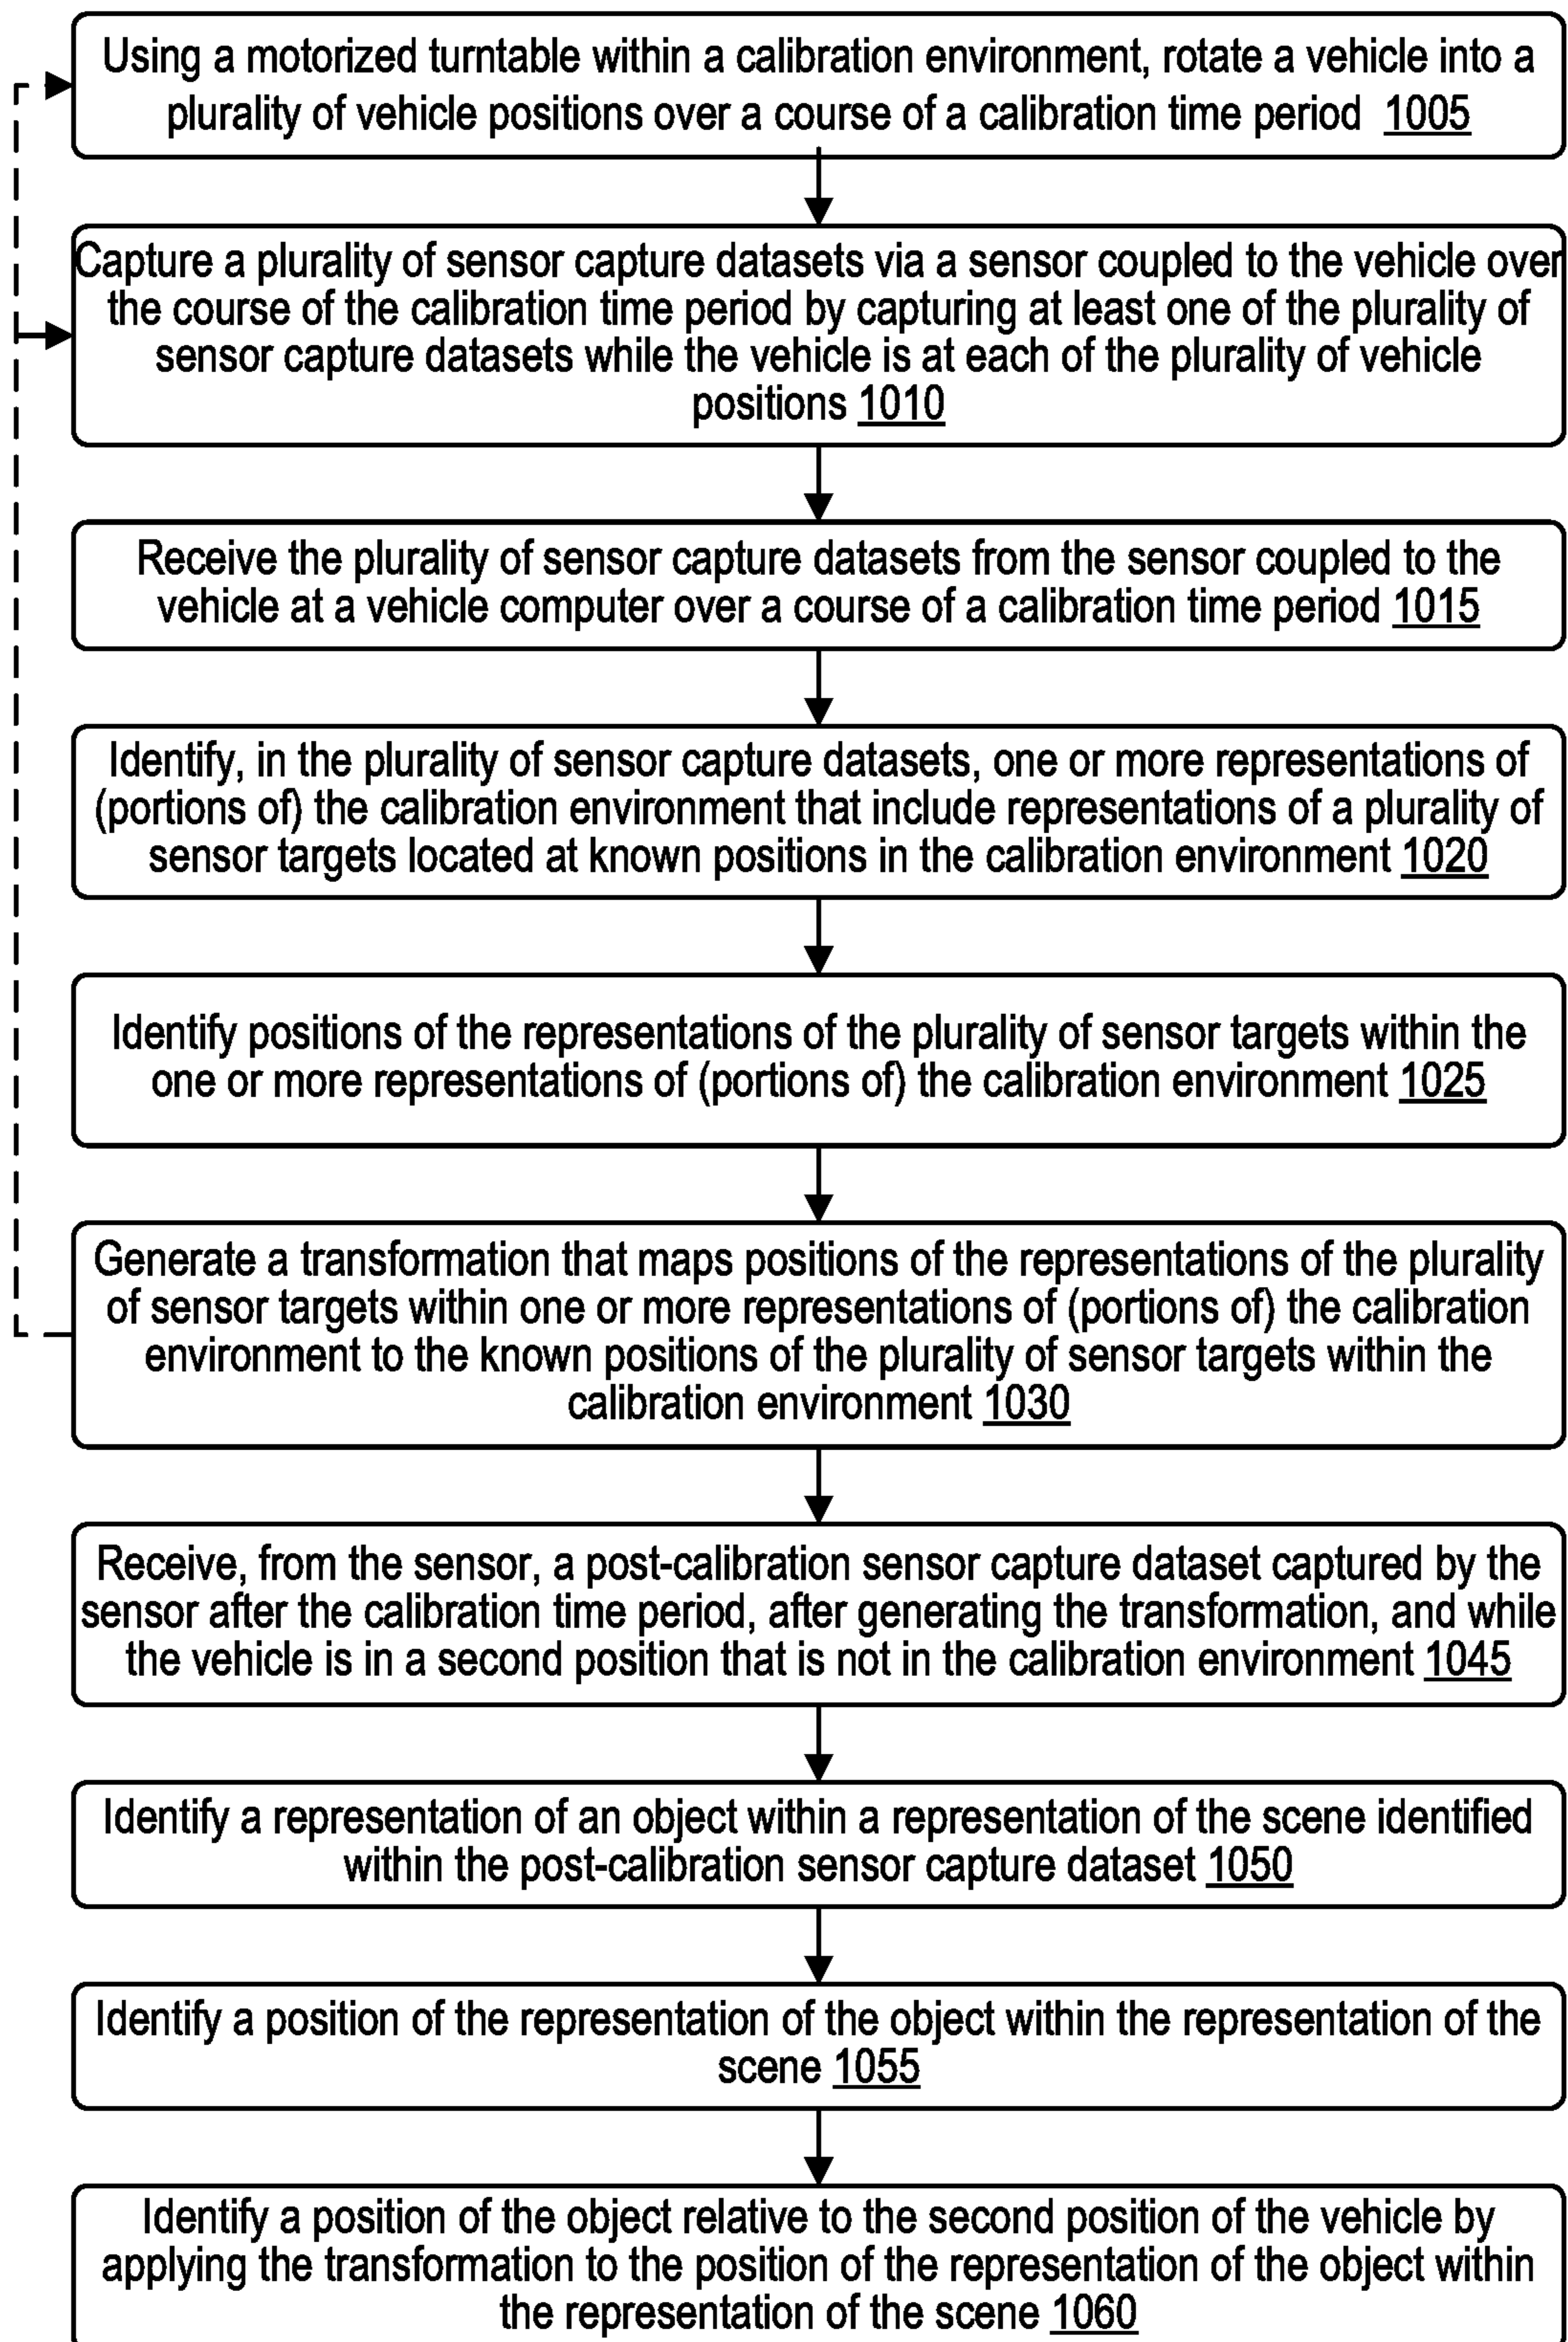 Using a motorized turntable within a calibration environment, rotate a vehicle into a
plurality of vehicle positions over a course of a calibration time period 1005
Capture a plurality of sensor capture datasets via a sensor coupled to the vehicle over
the course of the calibration time period by capturing at least one of the plurality of
sensor capture datasets while the vehicle is at each of the plurality of vehicle
positions 1010
Receive the plurality of sensor capture datasets from the sensor coupled to the
vehicle at a vehicle computer over a course of a calibration time period 1015
Identify, in the plurality of sensor capture datasets, one or more representations of
(portions of) the calibration environment that include representations of a plurality of
sensor targets located at known positions in the calibration environment 1020
Identify positions of the representations of the plurality of sensor targets within the
one or more representations of (portions of) the calibration environment 1025
Generate a transformation that maps positions of the representations of the plurality
of sensor targets within one or more representations of (portions of) the calibration
environment to the known positions of the plurality of sensor targets within the
calibration environment 1030
Receive, from the sensor, a post-calibration sensor capture dataset captured by the
sensor after the calibration time period, after generating the transformation, and while
the vehicle is in a second position that is not in the calibration environment 1045
Identify a representation of an object within a representation of the scene identified
within the post-calibration sensor capture dataset 1050
Identify a position of the representation of the object within the representation of the
scene 1055
Identify a position of the object relative to the second position of the vehicle by
applying the transformation to the position of the representation of the object within
the representation of the scene 1060